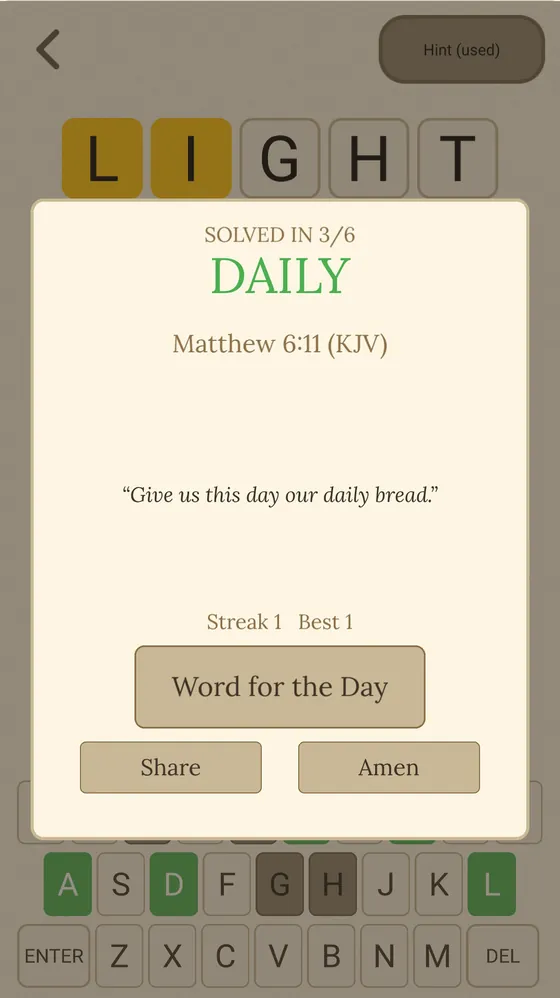 Hint (used)
L I G H T
SOLVED IN 3/6
DAILY
Matthew 6:11 (KJV)
“Give us this day our daily bread.”
Streak 1 Best 1
Word for the Day
Share Amen
A S D F G H J K L
ENTER Z X C V B N M DEL